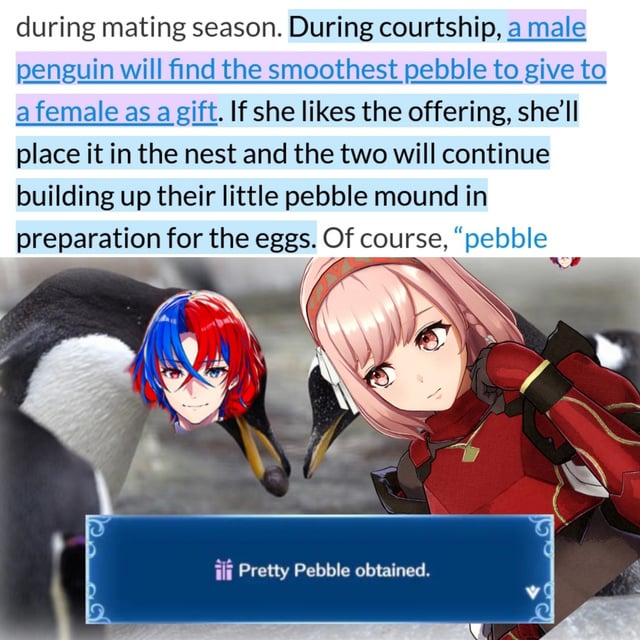 during mating season. During courtship, a male
penguin will find the smoothest pebble to give to
a female as a gift. If she likes the offering, she’ll
place it in the nest and the two will continue
building up their little pebble mound in
preparation for the eggs. Of course, “pebble
Pretty Pebble obtained.